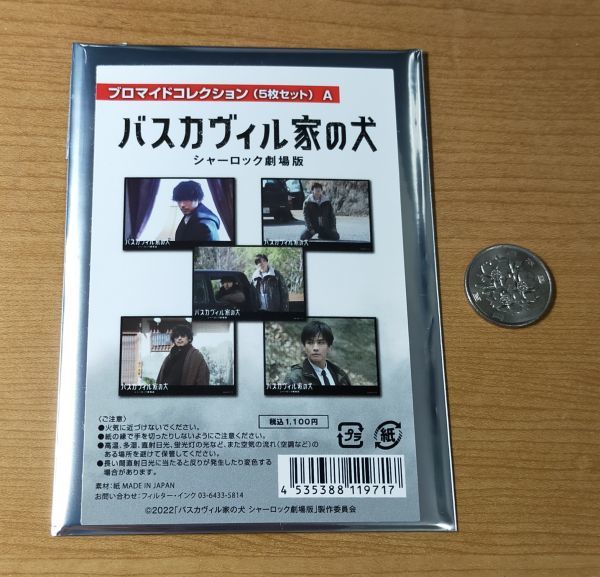 ブロマイドコレクション（5枚セット） A
バスカヴィル家の犬
シャーロック劇場版
バスカヴィル家の犬
バスカヴィル家の犬
バスカヴィル家の犬
バスカヴィル家の犬
バスカヴィル家の犬
〈ご注意〉
●火気に近づけないでください。
●紙の縁で手を切ったりしないようにご注意ください。
●高温、多湿、直射日光、蛍光灯の光など、また空気の流れ（空調など）の
ある場所を避けて保管してください。
●長い間直射日光に当たると反りが発生したり変色する
場合があります。
税込1,100円
プラ
紙
素材：紙 MADE IN JAPAN
お問い合わせ：フィルター・インク 03-6433-5814
4 535388 119717
©2022「バスカヴィル家の犬 シャーロック劇場版」製作委員会